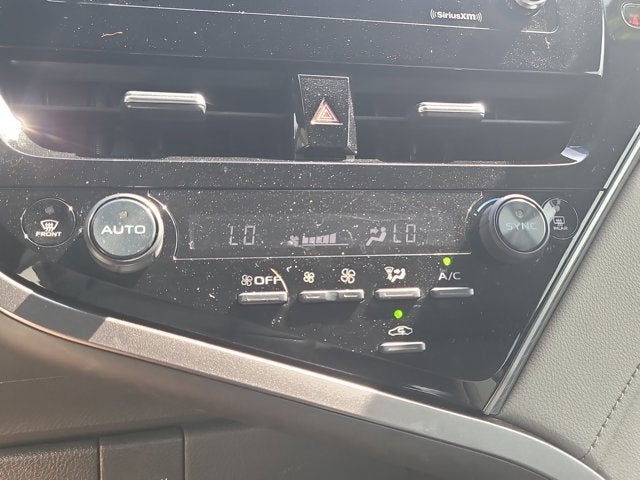 SiriusXM
FRONT
AUTO
LO
LO
SYNC
REAR
OFF
A/C